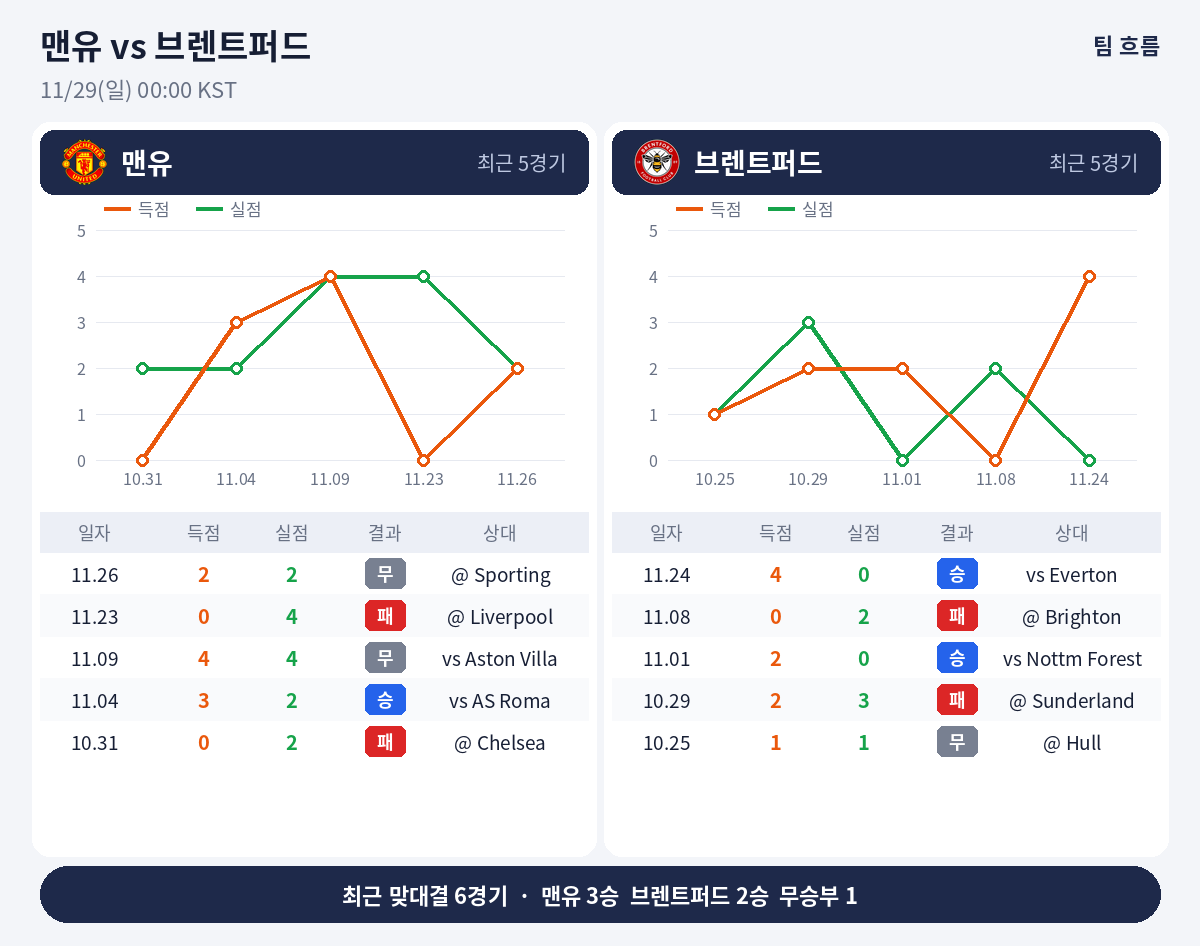 맨유 vs 브렌트퍼드
팀 흐름
11/29(일) 00:00 KST
MANCHESTER UNITED
맨유
최근 5경기
득점 실점
5
4
3
2
1
0
10.31 11.04 11.09 11.23 11.26
일자 득점 실점 결과 상대
11.26 2 2 무 @ Sporting
11.23 0 4 패 @ Liverpool
11.09 4 4 무 vs Aston Villa
11.04 3 2 승 vs AS Roma
10.31 0 2 패 @ Chelsea
BRENTFORD FOOTBALL CLUB
브렌트퍼드
최근 5경기
득점 실점
5
4
3
2
1
0
10.25 10.29 11.01 11.08 11.24
일자 득점 실점 결과 상대
11.24 4 0 승 vs Everton
11.08 0 2 패 @ Brighton
11.01 2 0 승 vs Nottm Forest
10.29 2 3 패 @ Sunderland
10.25 1 1 무 @ Hull
최근 맞대결 6경기 · 맨유 3승 브렌트퍼드 2승 무승부 1